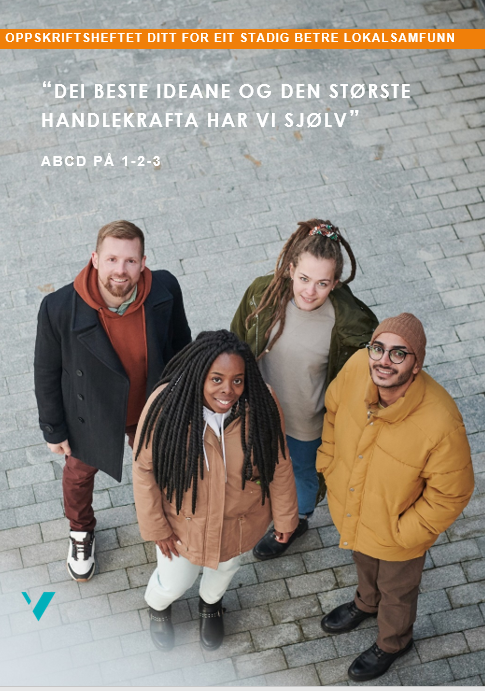 OPPSKRIFTSHEFTET DITT FOR EIT STADIG BETRE LOKALSAMFUNN
“DEI BESTE IDEANE OG DEN STØRSTE
HANDLEKRAFTA HAR VI SJØLV”
ABCD PÅ 1-2-3